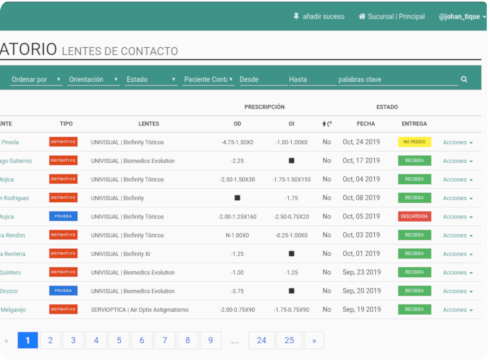 añadir suceso Sucursal | Principal @johan_tique
ATORIO LENTES DE CONTACTO
Ordenar por Orientación Estado Paciente Conta Desde Hasta palabras clave
PRESCRIPCIÓN ESTADO
ENTE TIPO LENTES OD OI FECHA ENTREGA
Pineda DEFINITIVO UNIVISUAL | Biofinity Tóricos -4.75-1.50X0 -1.00-1.00X0 No Oct, 24 2019 NO PEDIDO Acciones
ago Gutierrez DEFINITIVO UNIVISUAL | Biomedics Evolution -2.25 No Oct, 17 2019 RECIBIDA Acciones
Mojica DEFINITIVO UNIVISUAL | Biofinity Tóricos -2.50-1.50X30 -1.75-1.50X155 No Oct, 04 2019 RECIBIDA Acciones
Rodriguez DEFINITIVO UNIVISUAL | Biofinity -1.75 No Oct, 08 2019 RECIBIDA Acciones
Mojica PRUEBA UNIVISUAL | Biofinity Tóricos -2.00-1.25X160 -2.50-0.75X20 No Oct, 05 2019 DESCARTADA Acciones
ca Rendon DEFINITIVO UNIVISUAL | Biofinity Tóricos N-1.00X0 -0.25-1.00X0 No Oct, 03 2019 RECIBIDA Acciones
a Renteria DEFINITIVO UNIVISUAL | Biofinity Xr -1.25 No Oct, 01 2019 RECIBIDA Acciones
Quintero DEFINITIVO UNIVISUAL | Biomedics Evolution -1.00 -1.25 No Sep, 23 2019 RECIBIDA Acciones
Orozco PRUEBA UNIVISUAL | Biomedics Evolution -3.75 No Sep, 20 2019 RECIBIDA Acciones
Melgarejo DEFINITIVO SERVIOPTICA | Air Optix Astigmatismo -2.00-0.75X90 -1.75-0.75X90 No Sep, 19 2019 RECIBIDA Acciones
« 1 2 3 4 5 6 7 8 9 ... 24 25 »